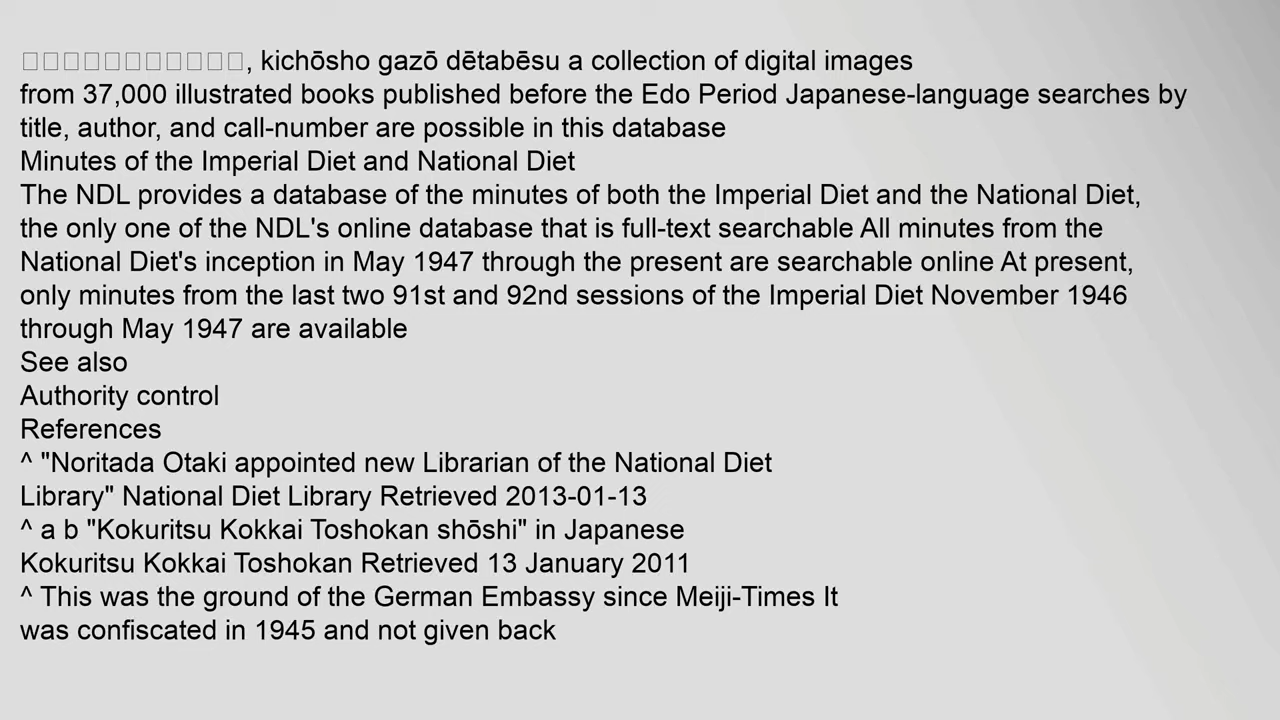 , kichōsho gazō dētabēsu a collection of digital images
from 37,000 illustrated books published before the Edo Period Japanese-language searches by
title, author, and call-number are possible in this database
Minutes of the Imperial Diet and National Diet
The NDL provides a database of the minutes of both the Imperial Diet and the National Diet,
the only one of the NDL's online database that is full-text searchable All minutes from the
National Diet's inception in May 1947 through the present are searchable online At present,
only minutes from the last two 91st and 92nd sessions of the Imperial Diet November 1946
through May 1947 are available
See also
Authority control
References
^ "Noritada Otaki appointed new Librarian of the National Diet
Library" National Diet Library Retrieved 2013-01-13
^ a b "Kokuritsu Kokkai Toshokan shōshi" in Japanese
Kokuritsu Kokkai Toshokan Retrieved 13 January 2011
^ This was the ground of the German Embassy since Meiji-Times It
was confiscated in 1945 and not given back